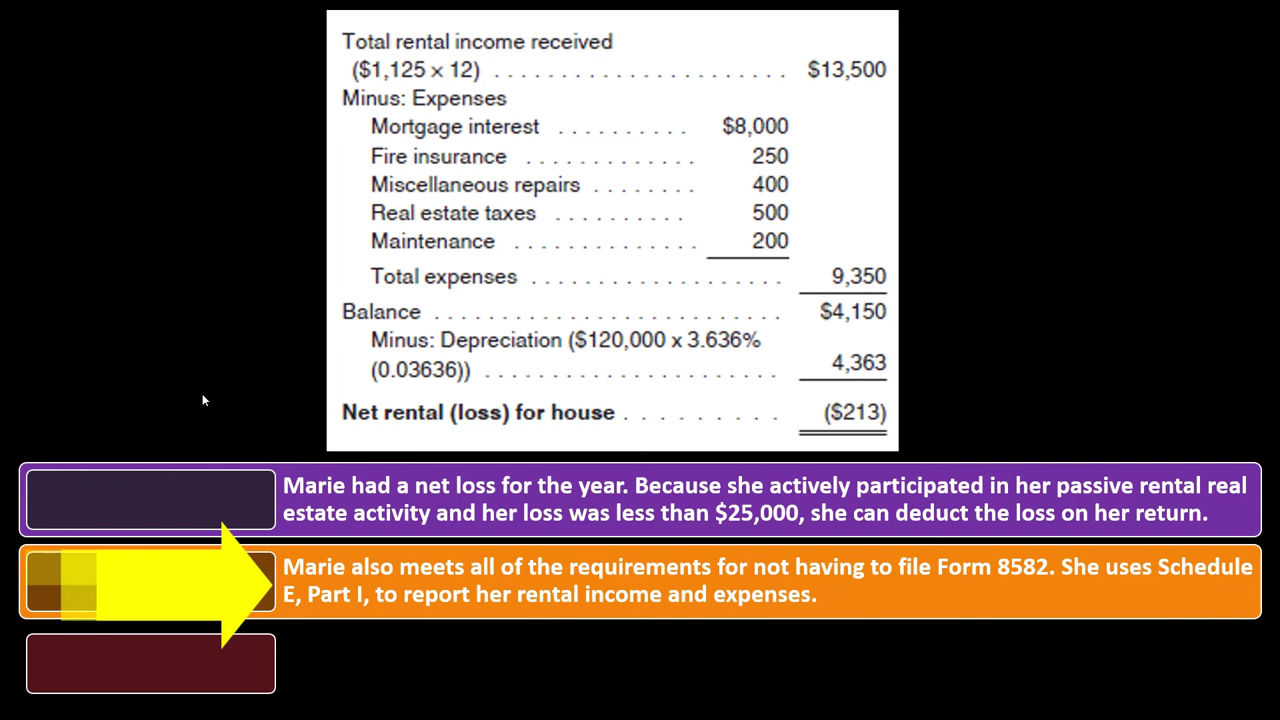 Total rental income received
($1,125 × 12) . . . . . . . . . . . . . . . . . . . . . . $13,500
Minus: Expenses
Mortgage interest . . . . . . . . . . $8,000
Fire insurance . . . . . . . . . . . . . 250
Miscellaneous repairs . . . . . . . . 400
Real estate taxes . . . . . . . . . . 500
Maintenance . . . . . . . . . . . . . . 200
Total expenses . . . . . . . . . . . . . . . . . . . 9,350
Balance . . . . . . . . . . . . . . . . . . . . . . . . . . $4,150
Minus: Depreciation ($120,000 x 3.636%
(0.03636)) . . . . . . . . . . . . . . . . . . . . . . 4,363
Net rental (loss) for house . . . . . . . . . ($213)
Marie had a net loss for the year. Because she actively participated in her passive rental real
estate activity and her loss was less than $25,000, she can deduct the loss on her return.
Marie also meets all of the requirements for not having to file Form 8582. She uses Schedule
E, Part I, to report her rental income and expenses.